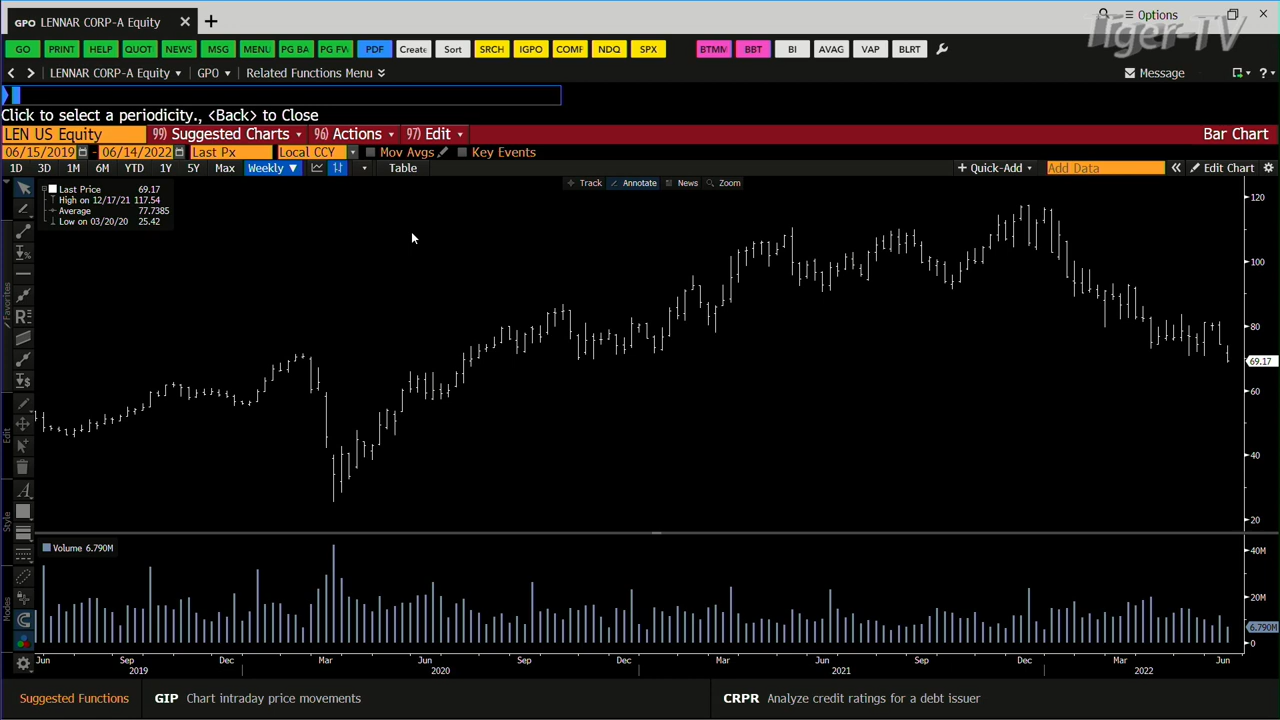 GPO LENNAR CORP-A Equity
Options
Tiger-TV
GO PRINT HELP QUOT NEWS MSG MENU PG BA PG FV PDF Create Sort SRCH IGPO COMF NDQ SPX BTMM BBT BI AVAG VAP BLRT
LENNAR CORP-A Equity GPO Related Functions Menu Message ?
Click to select a periodicity., <Back> to Close
LEN US Equity 99) Suggested Charts 96) Actions 97) Edit Bar Chart
06/15/2019 - 06/14/2022 Last Px Local CCY Mov Avgs Key Events
1D 3D 1M 6M YTD 1Y 5Y Max Weekly ▼ Table + Quick-Add Add Data « Edit Chart
Track Annotate News Zoom
Last Price 69.17
High on 12/17/21 117.54
Average 77.7385
Low on 03/20/20 25.42
120
100
80
69.17
60
40
20
Favorites
Edit
Style
Modes
Volume 6.790M
40M
20M
6.790M
0
Jun Sep Dec Mar Jun Sep Dec Mar Jun Sep Dec Mar Jun
2019 2020 2021 2022
Suggested Functions GIP Chart intraday price movements CRPR Analyze credit ratings for a debt issuer